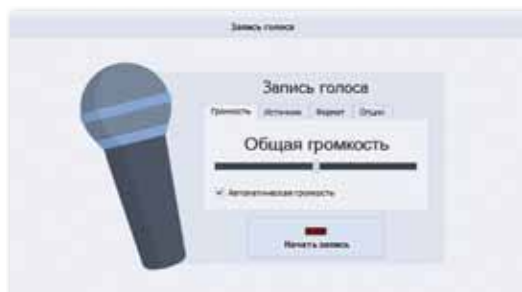 Запись голоса
Запись голоса
Громкость Источник Формат Опции
Общая громкость
Автоматическая громкость
Начать запись